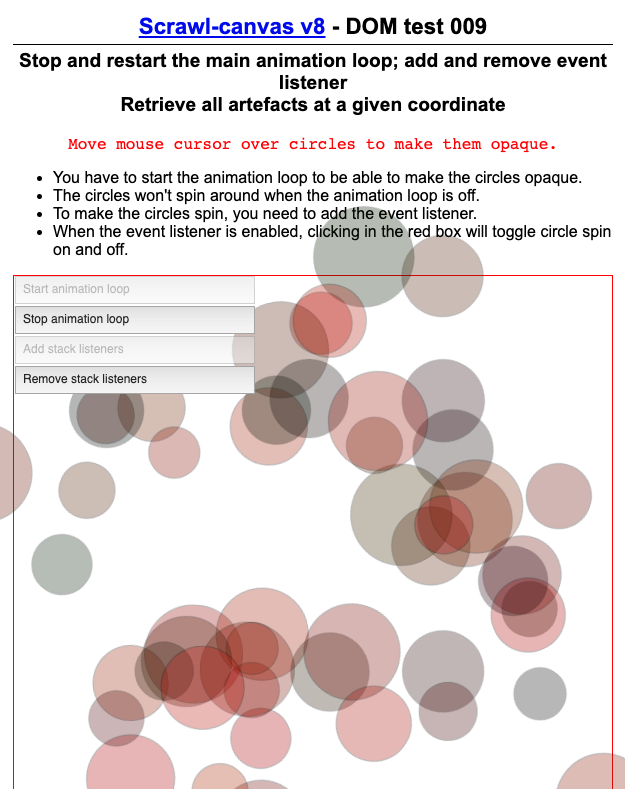 Scrawl-canvas v8 - DOM test 009
Stop and restart the main animation loop; add and remove event
listener
Retrieve all artefacts at a given coordinate
Move mouse cursor over circles to make them opaque.
• You have to start the animation loop to be able to make the circles opaque.
• The circles won't spin around when the animation loop is off.
• To make the circles spin, you need to add the event listener.
• When the event listener is enabled, clicking in the red box will toggle circle spin
on and off.
Start animation loop
Stop animation loop
Add stack listeners
Remove stack listeners